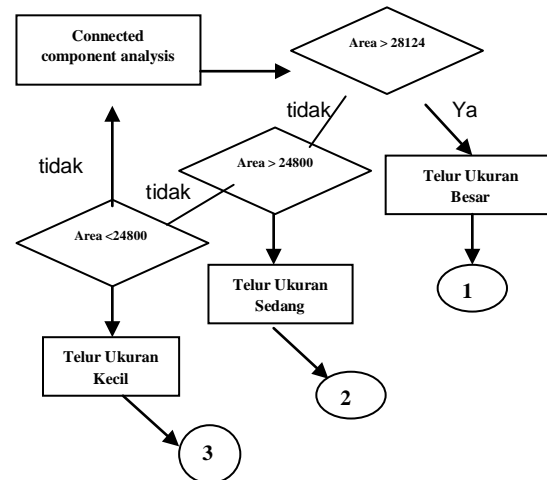 Connected
component analysis
Area > 28124
tidak
Ya
tidak
tidak
Area > 24800
Telur Ukuran
Besar
Area <24800
1
Telur Ukuran
Sedang
Telur Ukuran
Kecil
2
3